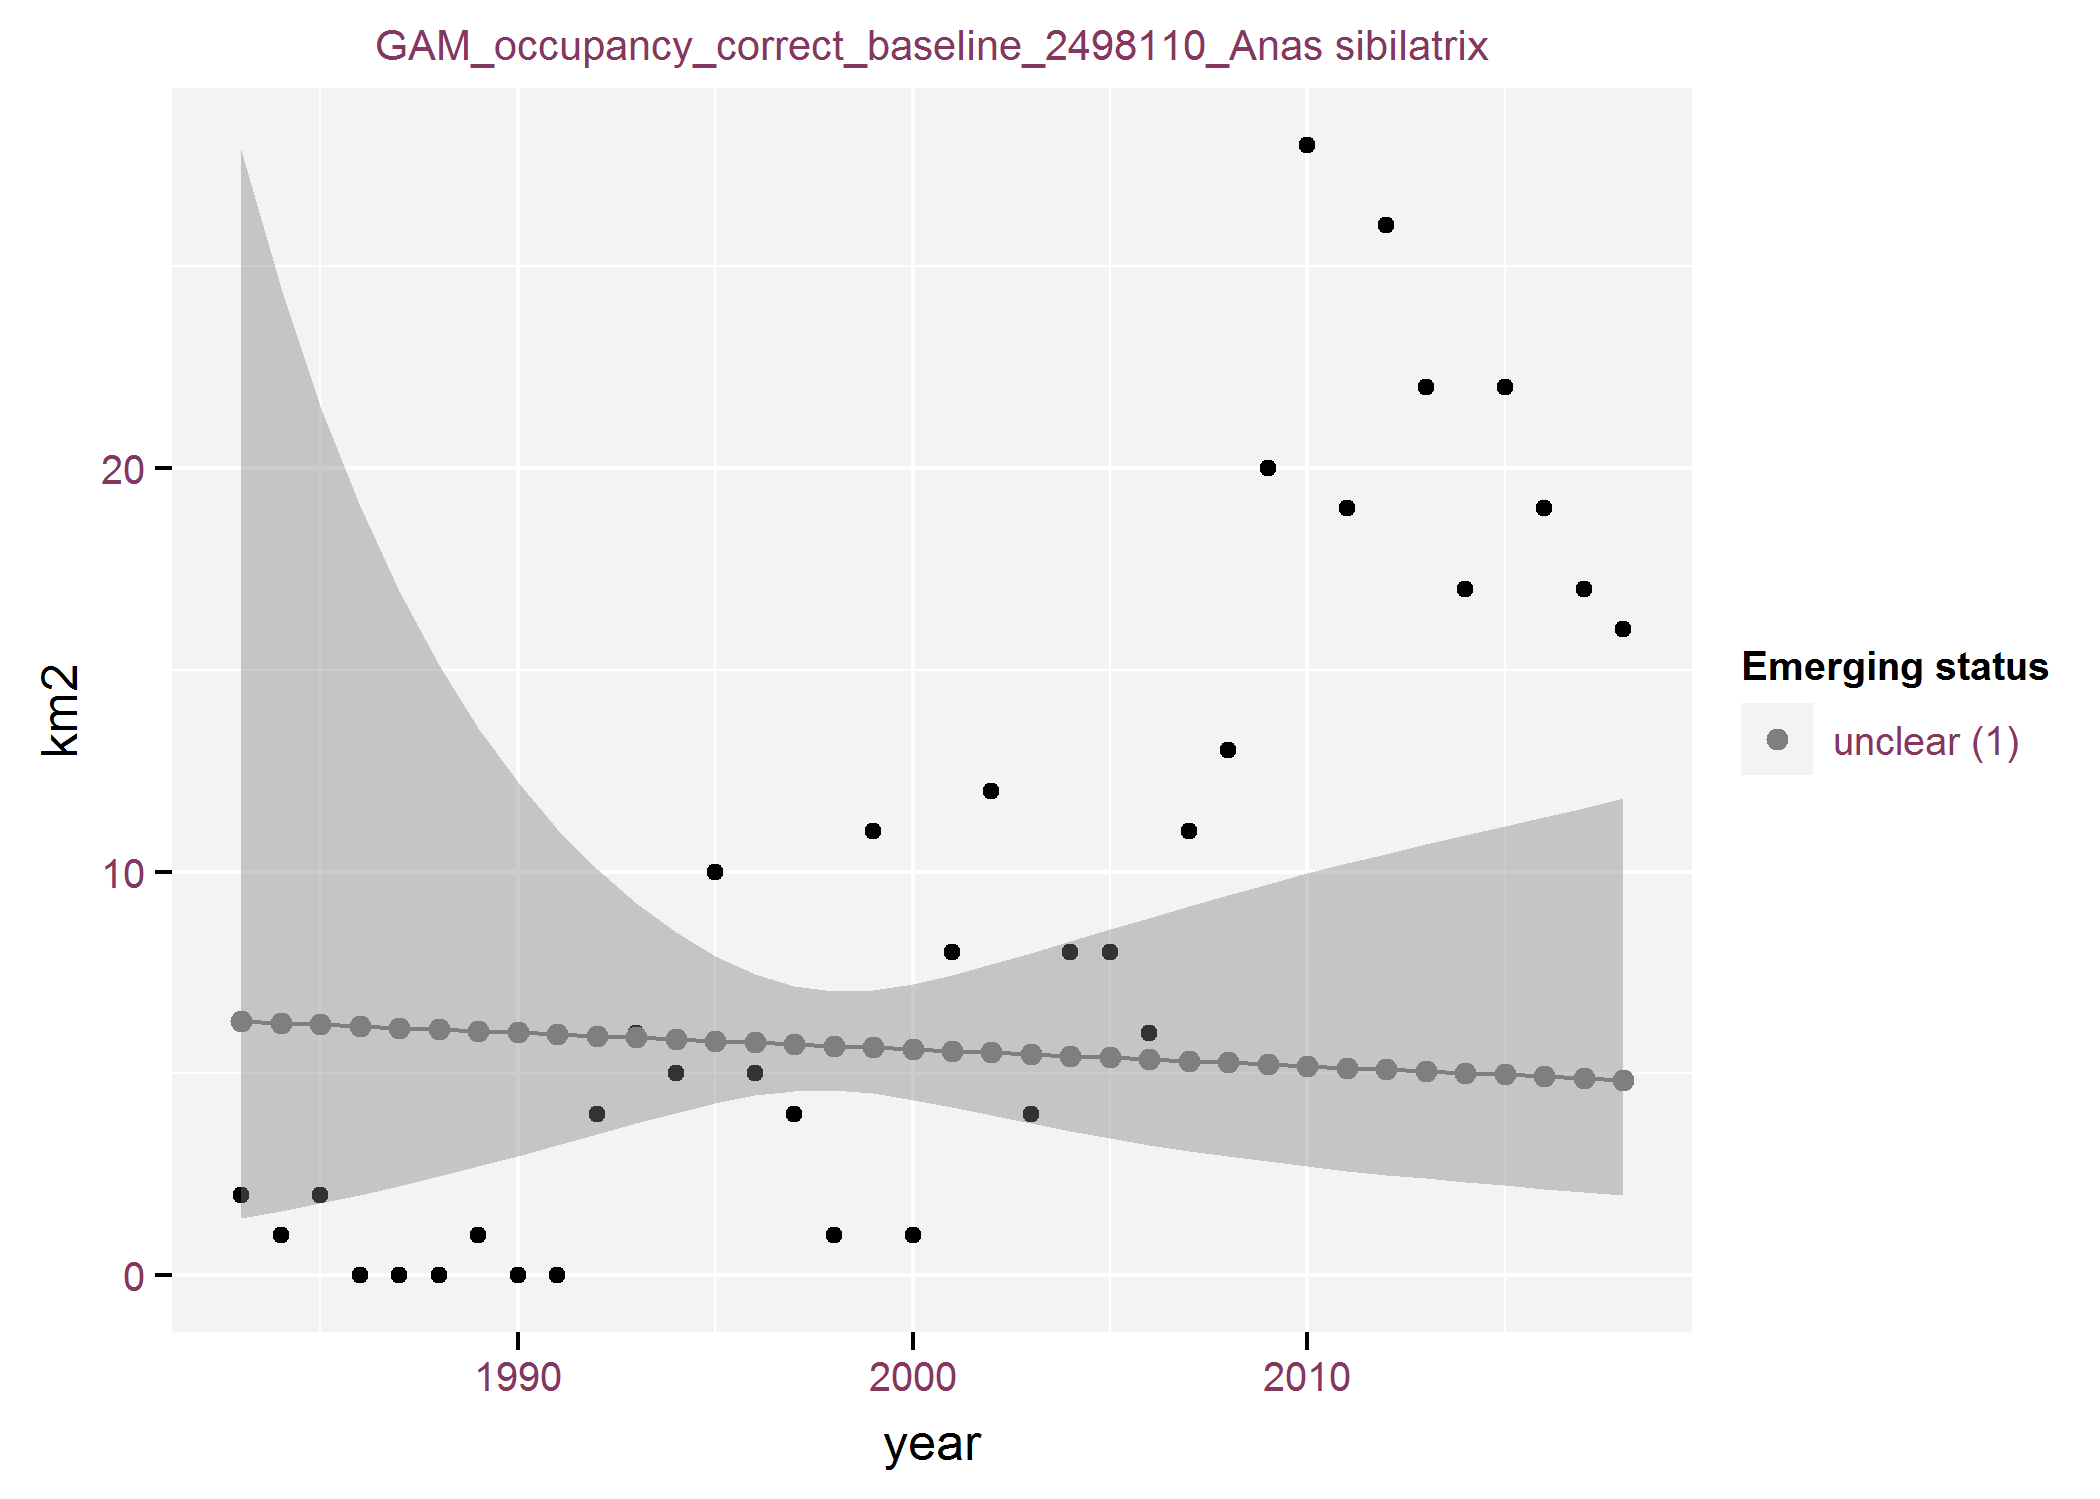 GAM_occupancy_correct_baseline_2498110_Anas sibilatrix
km2
20
10
0
1990 2000 2010
year
Emerging status
unclear (1)